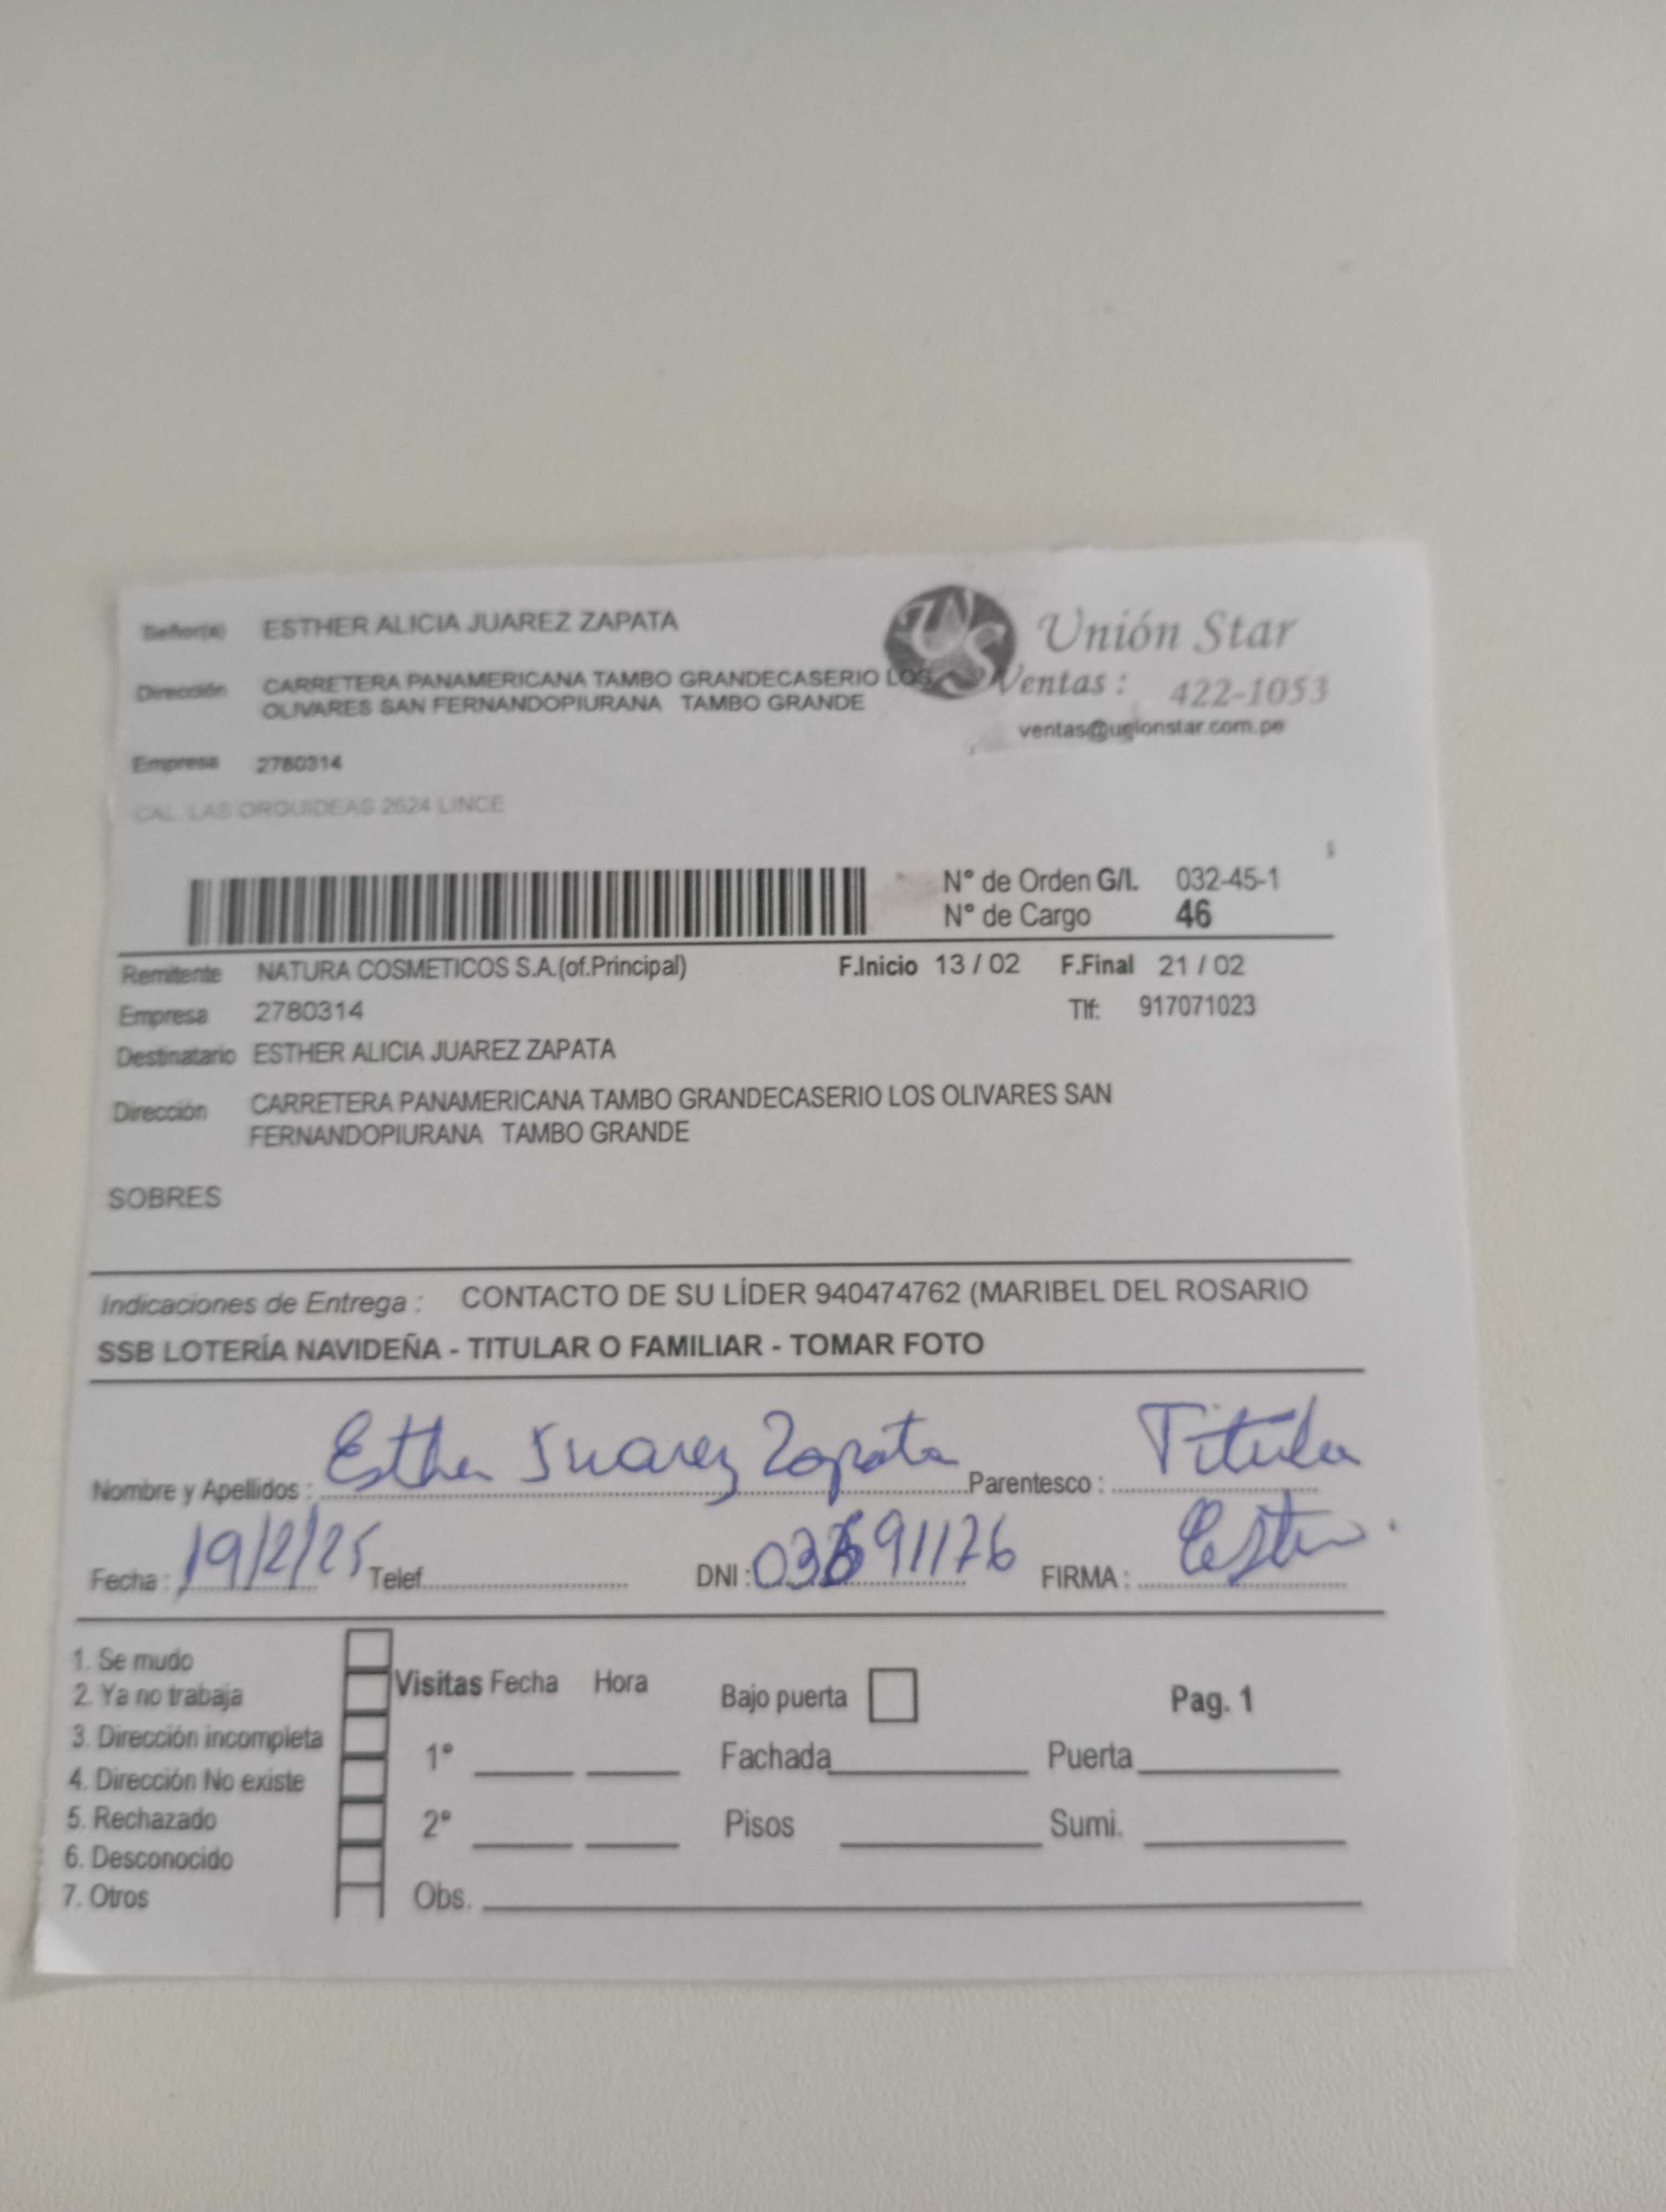 Señor(a) ESTHER ALICIA JUAREZ ZAPATA
Unión Star
Dirección CARRETERA PANAMERICANA TAMBO GRANDECASERIO LOS
OLIVARES SAN FERNANDOPIURANA TAMBO GRANDE
Ventas : 422-1053
ventas@unionstar.com.pe
Empresa 2780314
CAL. LAS ORQUIDEAS 2624 LINCE
N° de Orden G/I. 032-45-1
N° de Cargo 46
Remitente NATURA COSMETICOS S.A.(of.Principal) F.Inicio 13 / 02 F.Final 21 / 02
Empresa 2780314 Tlf: 917071023
Destinatario ESTHER ALICIA JUAREZ ZAPATA
Dirección CARRETERA PANAMERICANA TAMBO GRANDECASERIO LOS OLIVARES SAN
FERNANDOPIURANA TAMBO GRANDE
SOBRES
Indicaciones de Entrega : CONTACTO DE SU LÍDER 940474762 (MARIBEL DEL ROSARIO
SSB LOTERÍA NAVIDEÑA - TITULAR O FAMILIAR - TOMAR FOTO
Nombre y Apellidos : Esther Juarez Zapata Parentesco : Titular
Fecha : 19/2/25 Telef. DNI : FIRMA : Esther
1. Se mudo
2. Ya no trabaja
3. Dirección incompleta
4. Dirección No existe
5. Rechazado
6. Desconocido
7. Otros
Visitas Fecha Hora Bajo puerta Pag. 1
1° Fachada Puerta
2° Pisos Sumi.
Obs.